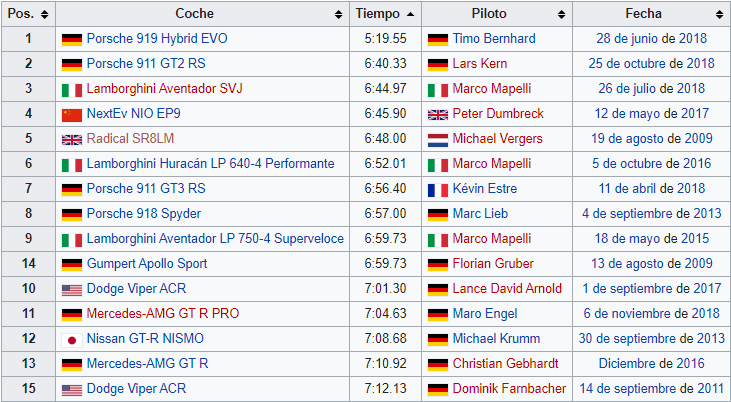 Pos. Coche Tiempo Piloto Fecha
1 Porsche 919 Hybrid EVO 5:19.55 Timo Bernhard 28 de junio de 2018
2 Porsche 911 GT2 RS 6:40.33 Lars Kern 25 de octubre de 2018
3 Lamborghini Aventador SVJ 6:44.97 Marco Mapelli 26 de julio de 2018
4 NextEv NIO EP9 6:45.90 Peter Dumbreck 12 de mayo de 2017
5 Radical SR8LM 6:48.00 Michael Vergers 19 de agosto de 2009
6 Lamborghini Huracán LP 640-4 Performante 6:52.01 Marco Mapelli 5 de octubre de 2016
7 Porsche 911 GT3 RS 6:56.40 Kévin Estre 11 de abril de 2018
8 Porsche 918 Spyder 6:57.00 Marc Lieb 4 de septiembre de 2013
9 Lamborghini Aventador LP 750-4 Superveloce 6:59.73 Marco Mapelli 18 de mayo de 2015
14 Gumpert Apollo Sport 6:59.73 Florian Gruber 13 de agosto de 2009
10 Dodge Viper ACR 7:01.30 Lance David Arnold 1 de septiembre de 2017
11 Mercedes-AMG GT R PRO 7:04.63 Maro Engel 6 de noviembre de 2018
12 Nissan GT-R NISMO 7:08.68 Michael Krumm 30 de septiembre de 2013
13 Mercedes-AMG GT R 7:10.92 Christian Gebhardt Diciembre de 2016
15 Dodge Viper ACR 7:12.13 Dominik Farnbacher 14 de septiembre de 2011